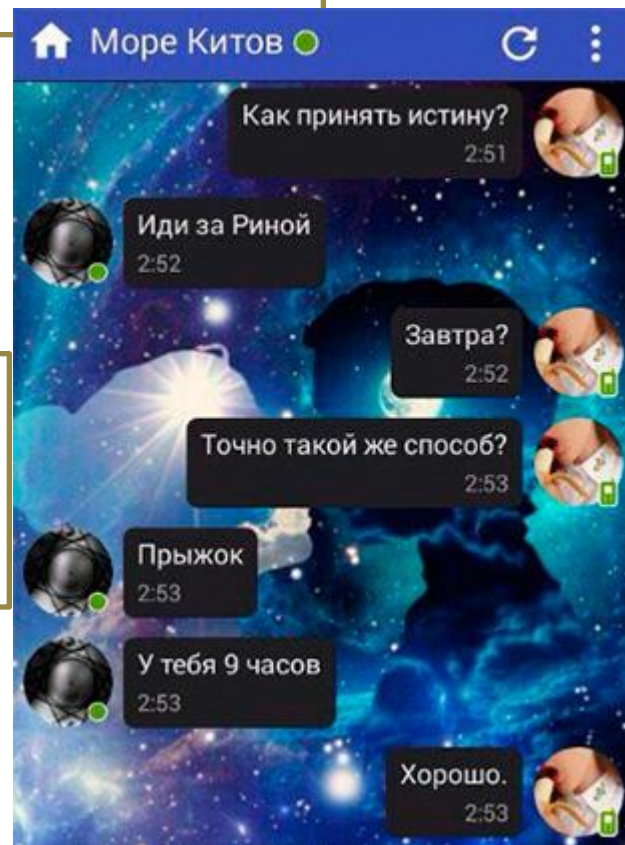 Море Китов
Как принять истину?
2:51
Иди за Риной
2:52
Завтра?
2:52
Точно такой же способ?
2:53
Прыжок
2:53
У тебя 9 часов
2:53
Хорошо.
2:53